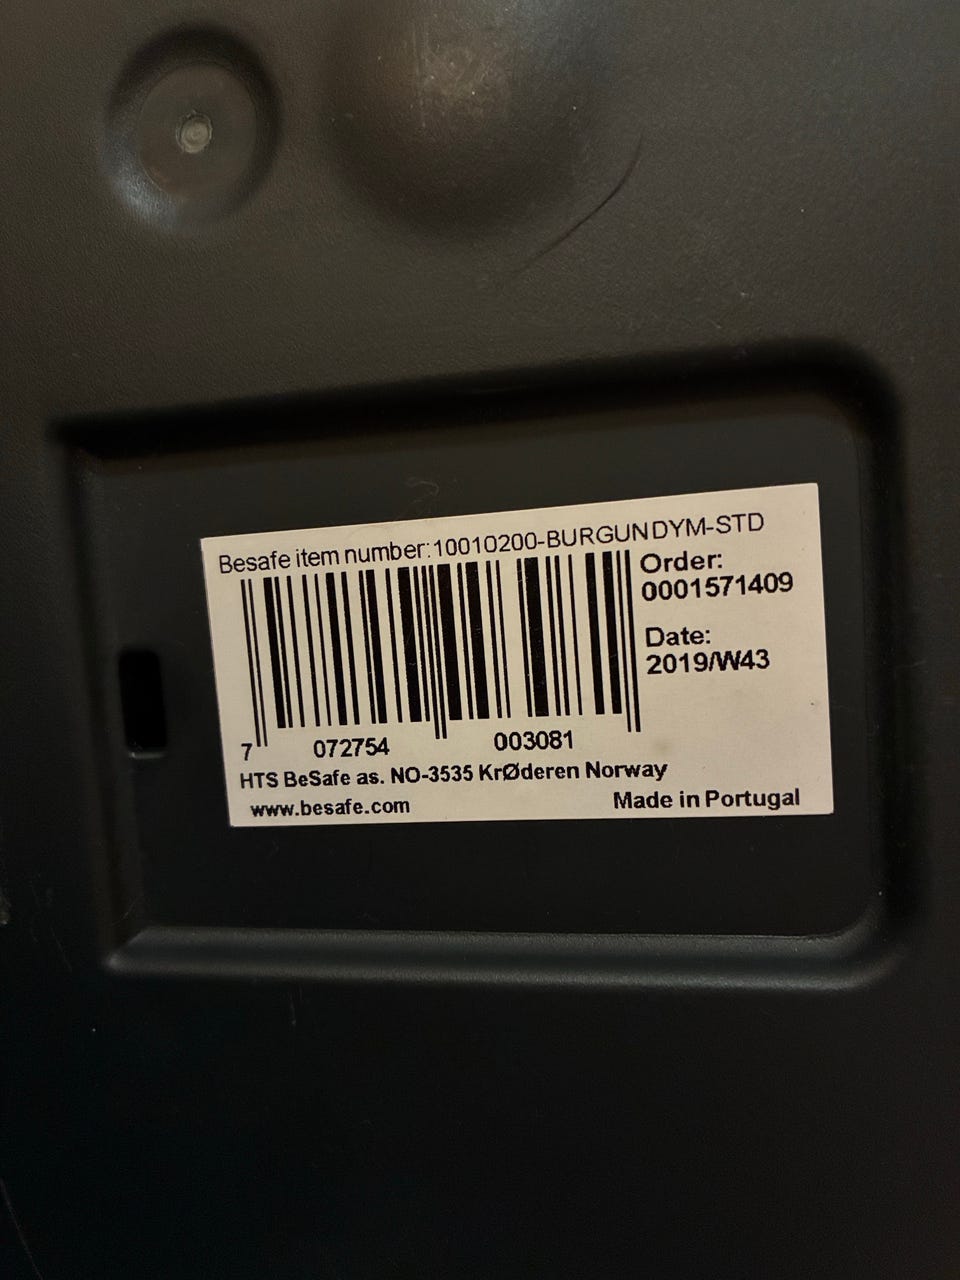 Besafe item number:10010200-BURGUNDYM-STD
Order:
0001571409
Date:
2019/W43
7 072754 003081
HTS BeSafe as. NO-3535 KrØderen Norway
www.besafe.com Made in Portugal